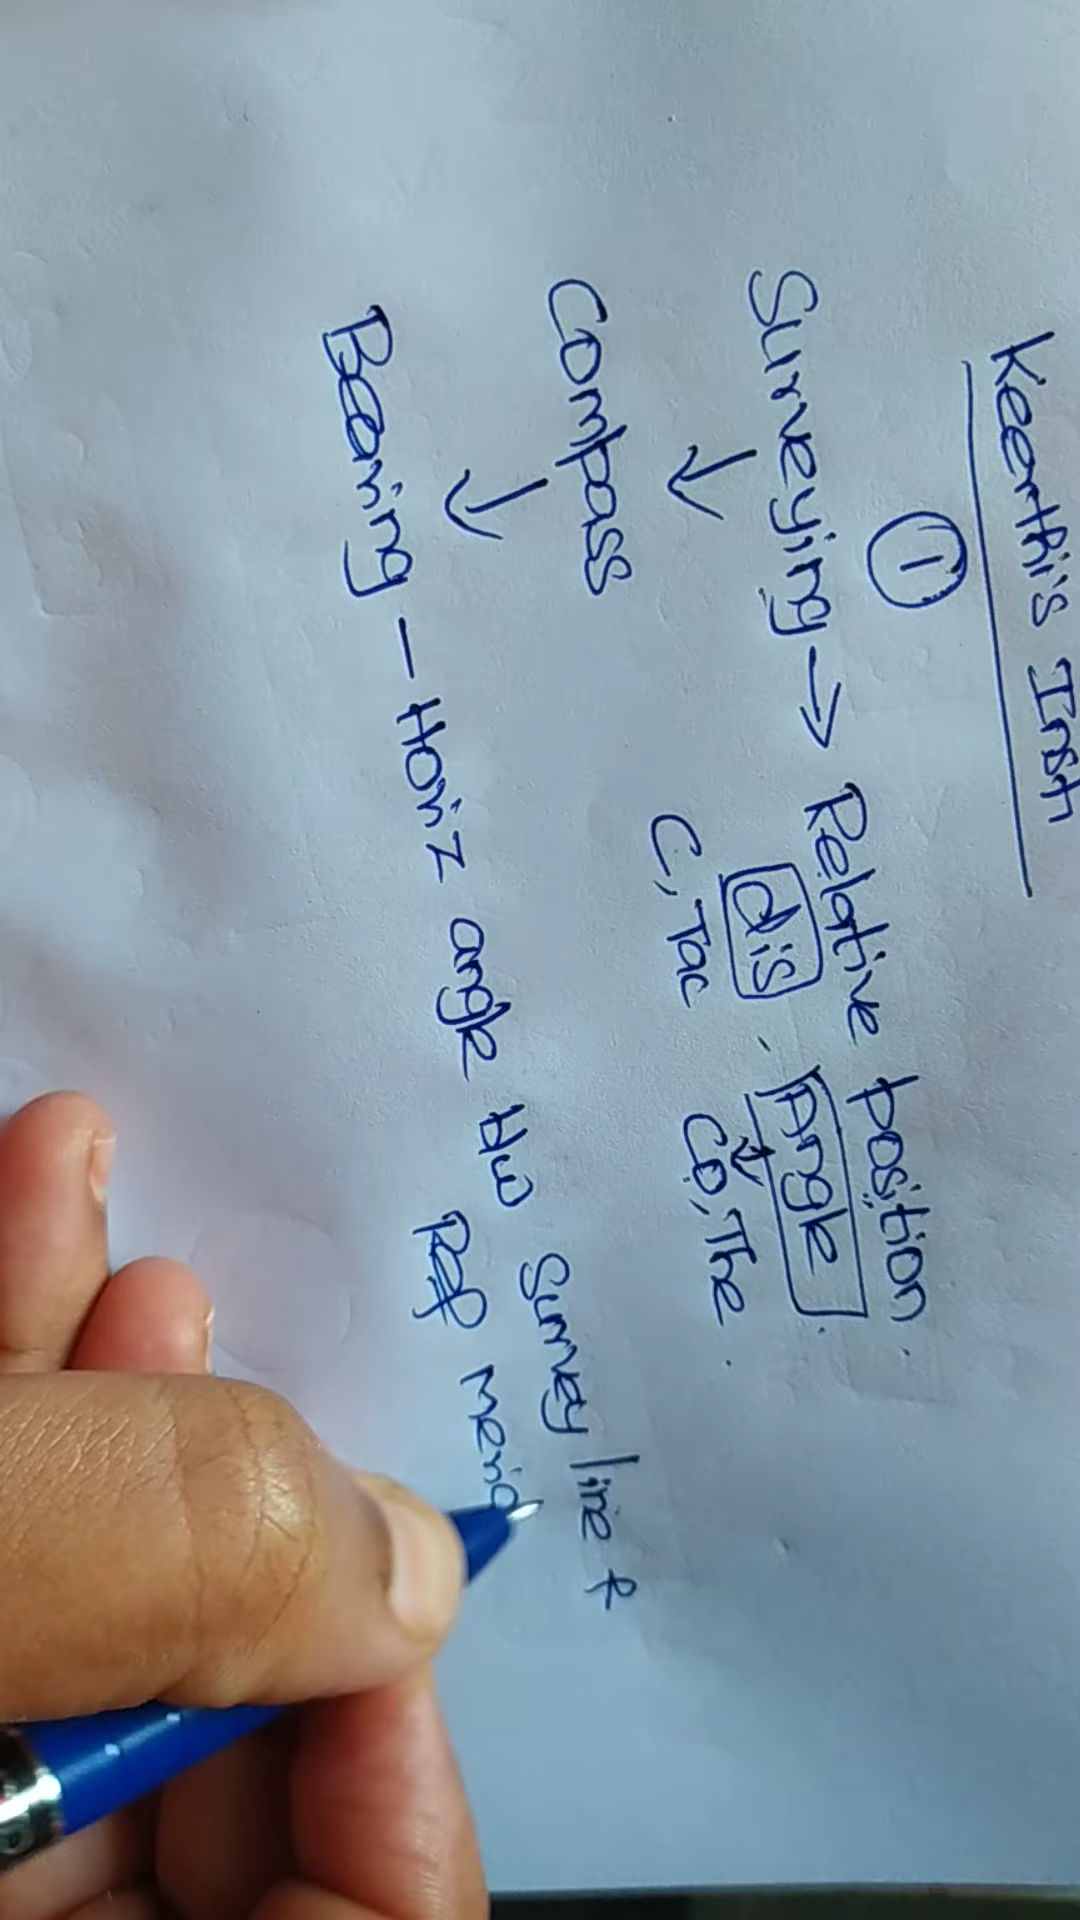 Keerthi's Insti
1
Surveying → Relative position.
dis. Angle.
C, Tac Co, The.
↓
Compass
↓
Bearing - Horiz angle b/w Survey line &
Ref merid